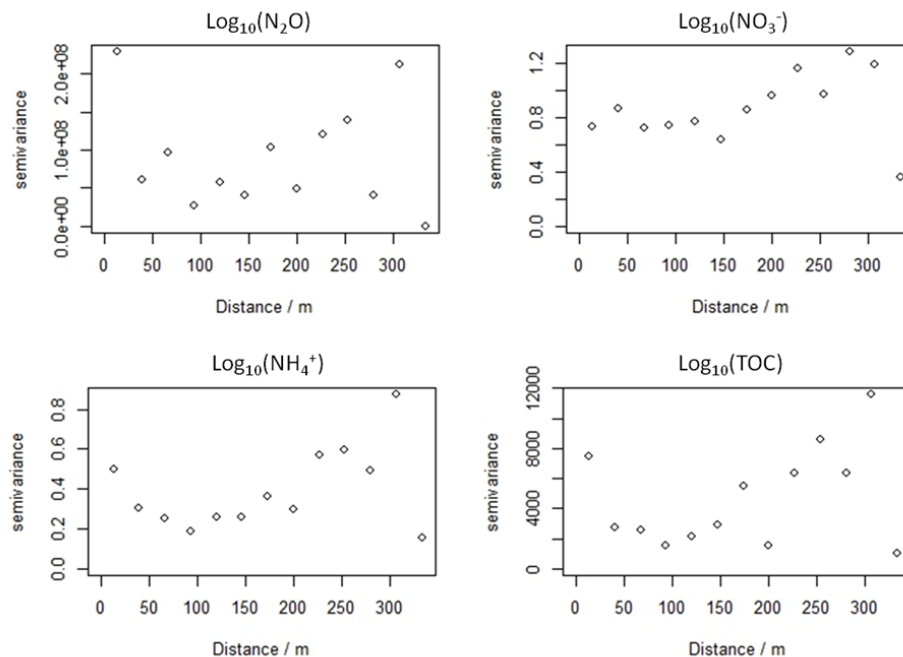 Log₁₀(N₂O)
semivariance
0.0e+00 1.0e+08 2.0e+08
0 50 100 150 200 250 300
Distance / m
Log₁₀(NO₃⁻)
semivariance
0.0 0.4 0.8 1.2
0 50 100 150 200 250 300
Distance / m
Log₁₀(NH₄⁺)
semivariance
0.0 0.2 0.4 0.6 0.8
0 50 100 150 200 250 300
Distance / m
Log₁₀(TOC)
semivariance
0 4000 8000 12000
0 50 100 150 200 250 300
Distance / m